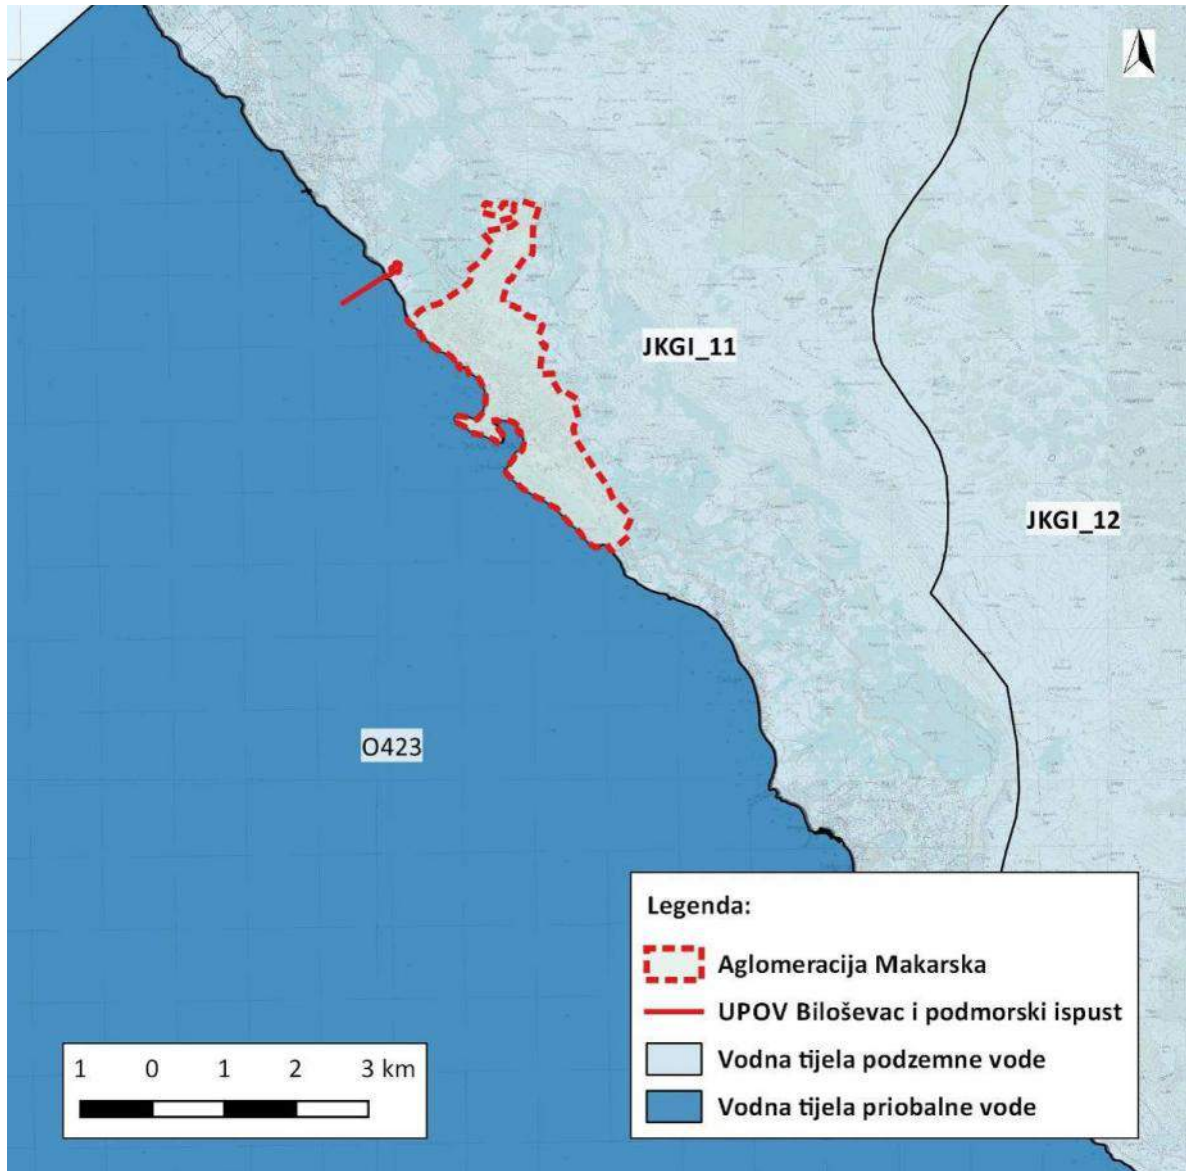 JKGI_11
JKGI_12
O423
Legenda:
Aglomeracija Makarska
UPOV Biloševac i podmorski ispust
Vodna tijela podzemne vode
Vodna tijela priobalne vode
1 0 1 2 3 km